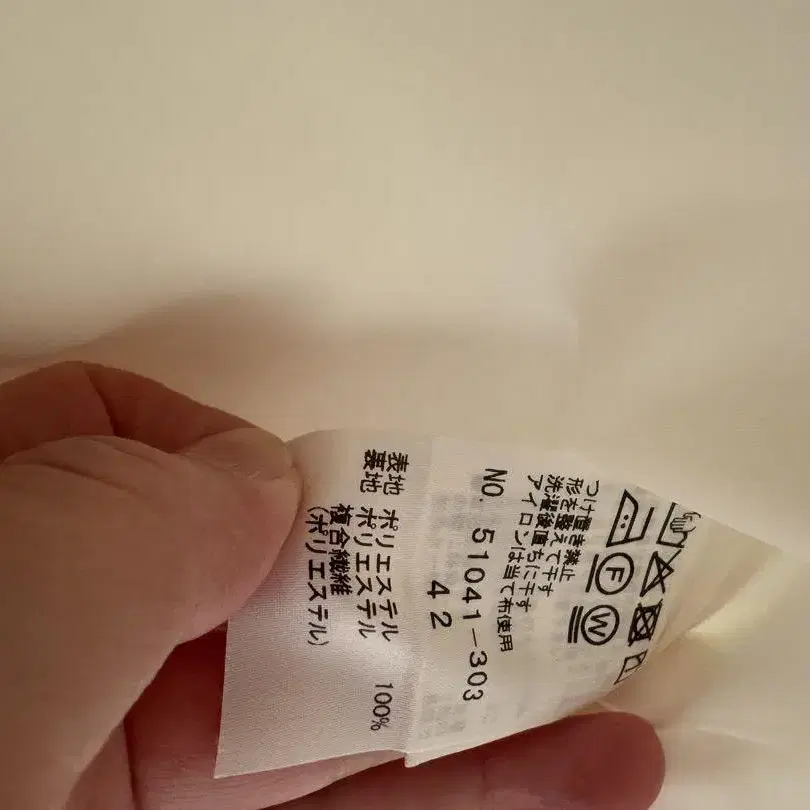 F
W
つけ置き禁止
形を整えて干す
洗濯後直ちに干す
アイロンは当て布使用
NO. 51041-303
42
表地 ポリエステル 100%
裏地 ポリエステル
複合繊維
(ポリエステル)